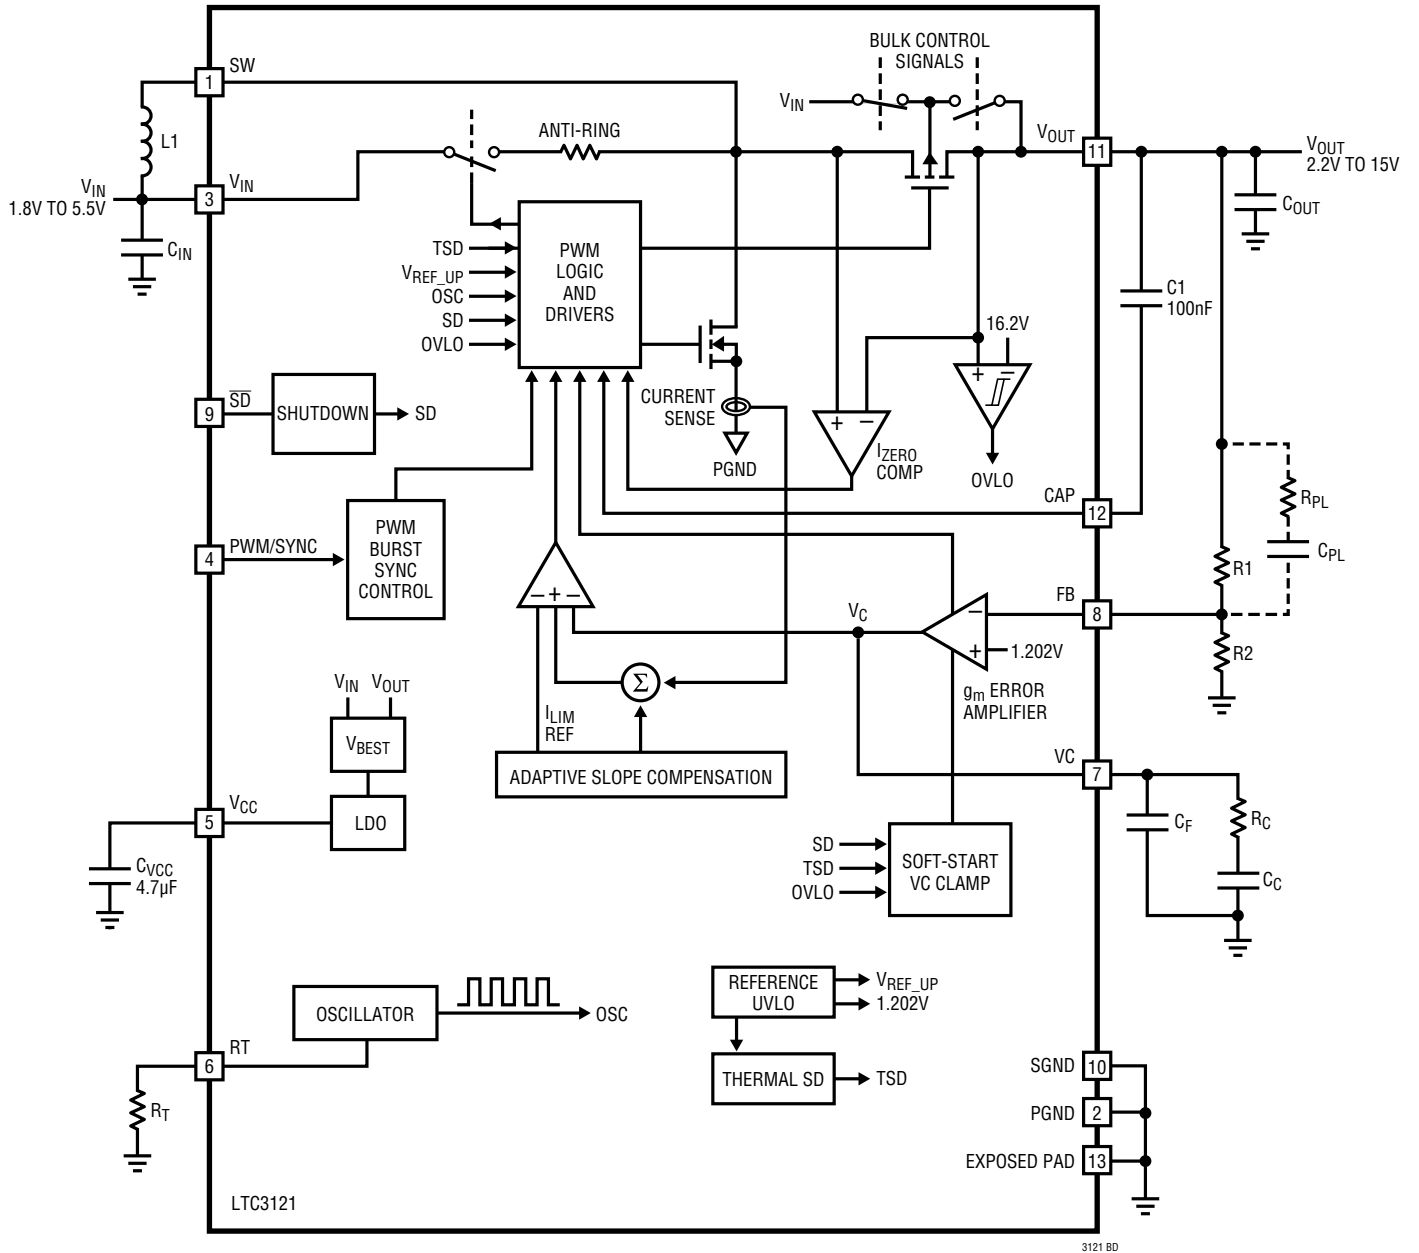 BULK CONTROL
SIGNALS
SW
1
L1
VIN
1.8V TO 5.5V
3
VIN
CIN
ANTI-RING
VIN
VOUT
11
VOUT
2.2V TO 15V
COUT
C1
100nF
TSD
VREF_UP
OSC
SD
OVLO
PWM
LOGIC
AND
DRIVERS
16.2V
+ –
OVLO
CURRENT
SENSE
PGND
+ –
IZERO
COMP
9
SD
SHUTDOWN
SD
CAP
12
RPL
CPL
R1
R2
4
PWM/SYNC
PWM
BURST
SYNC
CONTROL
– + –
VC
FB
8
–
+
1.202V
gm ERROR
AMPLIFIER
Σ
ILIM
REF
ADAPTIVE SLOPE COMPENSATION
VIN VOUT
VBEST
LDO
5
VCC
CVCC
4.7µF
VC
7
CF
RC
CC
SD
TSD
OVLO
SOFT-START
VC CLAMP
OSCILLATOR
OSC
6
RT
RT
REFERENCE
UVLO
VREF_UP
1.202V
THERMAL SD
TSD
SGND
10
PGND
2
EXPOSED PAD
13
LTC3121
3121 BD